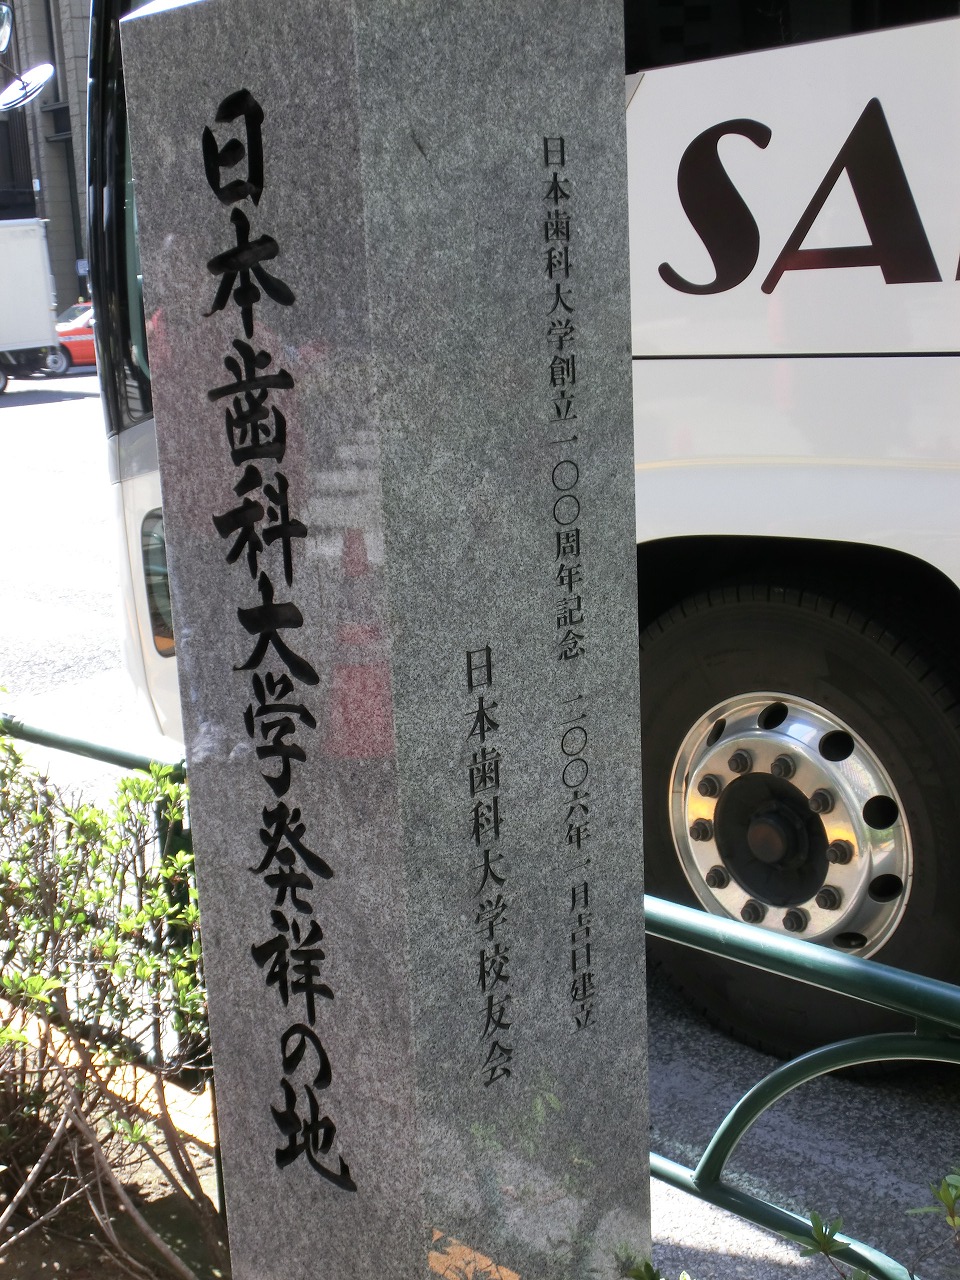 日本歯科大学発祥の地
日本歯科大学創立一〇〇周年記念 二〇〇六年一月吉日建立
日本歯科大学校友会
SA